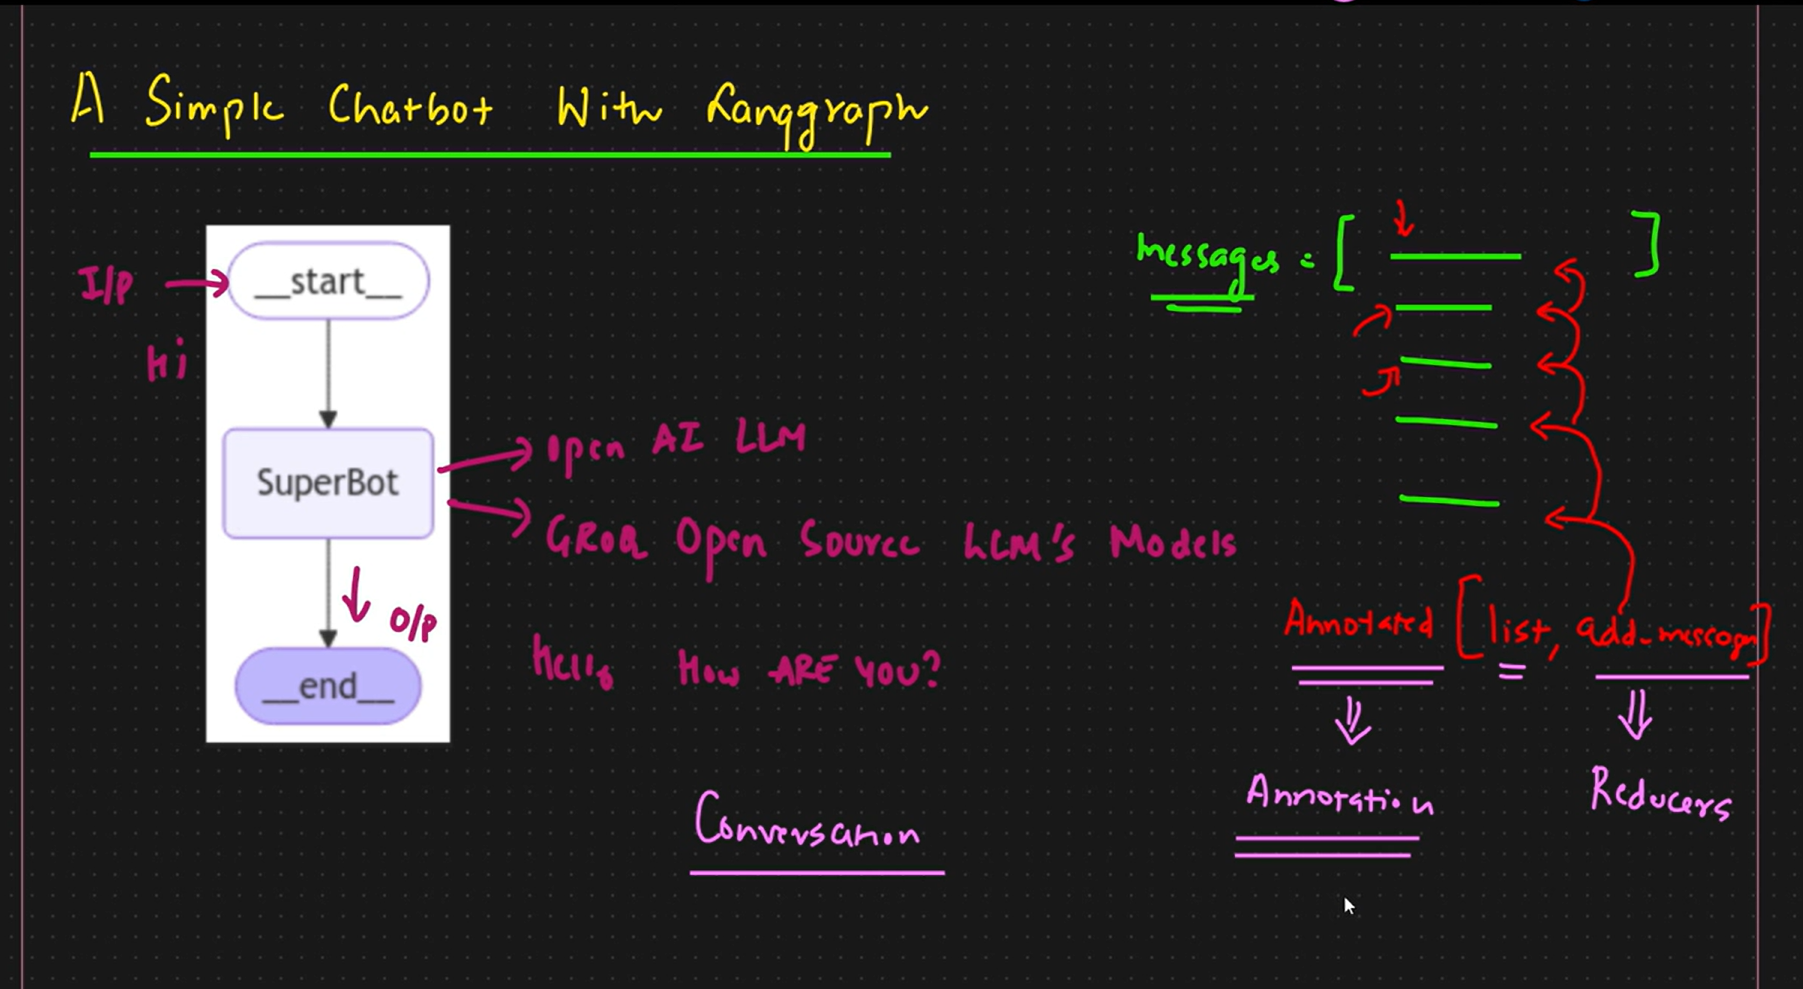 A Simple Chatbot With Langgraph
I/P
__start__
Hi
SuperBot
Open AI LLM
GROQ Open Source LLM's Models
O/P
__end__
Hello How ARE YOU?
Conversation
messages = [ ]
Annotated [list, add_messages]
Annotation
Reducers